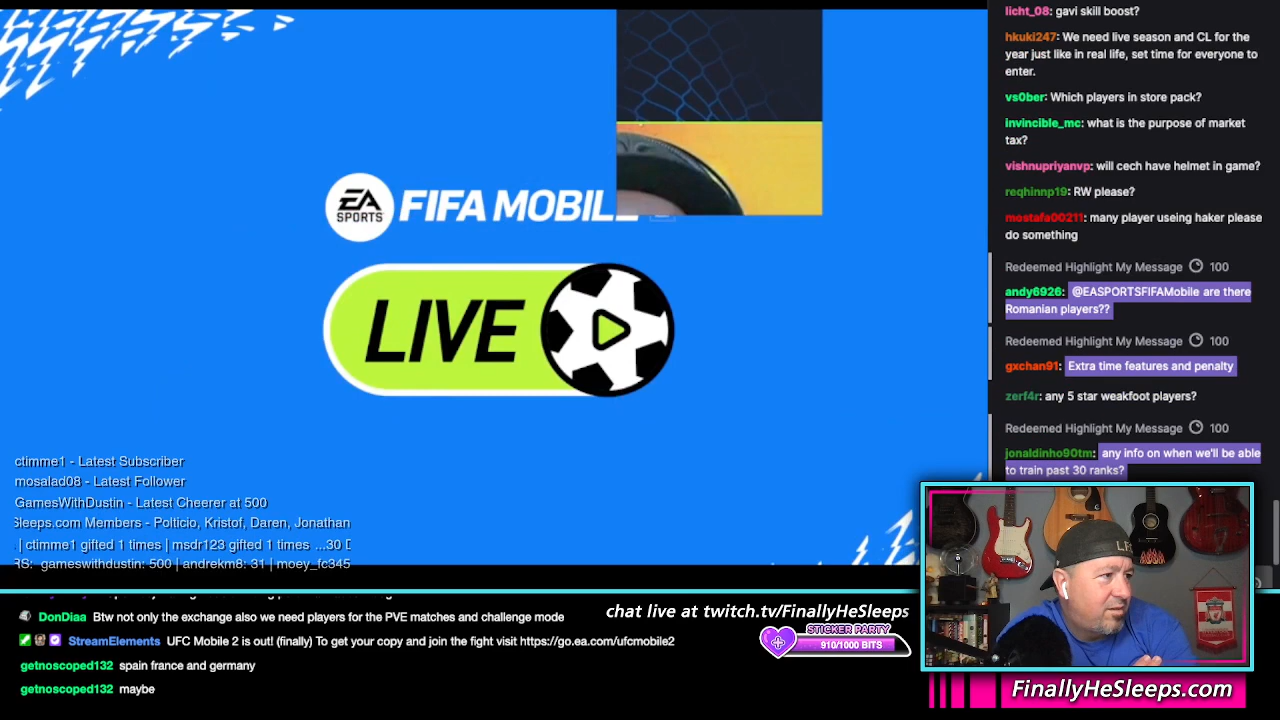 EA
SPORTS
FIFA MOBILE
LIVE
ctimme1 - Latest Subscriber
mosalad08 - Latest Follower
GamesWithDustin - Latest Cheerer at 500
Sleeps.com Members - Polticio, Kristof, Daren, Jonathan
| ctimme1 gifted 1 times | msdr123 gifted 1 times ...30
RS: gameswithdustin: 500 | andrekm8: 31 | moey_fc345
DonDiaa Btw not only the exchange also we need players for the PVE matches and challenge mode
StreamElements UFC Mobile 2 is out! (finally) To get your copy and join the fight visit https://go.ea.com/ufcmobile2
getnoscoped132 spain france and germany
getnoscoped132 maybe
chat live at twitch.tv/FinallyHeSleeps
STICKER PARTY
910/1000 BITS
licht_08: gavi skill boost?
hkuki247: We need live season and CL for the
year just like in real life, set time for everyone to
enter.
vs0ber: Which players in store pack?
invincible_mc: what is the purpose of market
tax?
vishnupriyanvp: will cech have helmet in game?
reqhinnp19: RW please?
mostafa00211: many player useing haker please
do something
Redeemed Highlight My Message 100
andy6926: @EASPORTSFIFAMobile are there
Romanian players??
Redeemed Highlight My Message 100
gxchan91: Extra time features and penalty
zerf4r: any 5 star weakfoot players?
Redeemed Highlight My Message 100
jonaldinho90tm: any info on when we'll be able
to train past 30 ranks?
FinallyHeSleeps.com